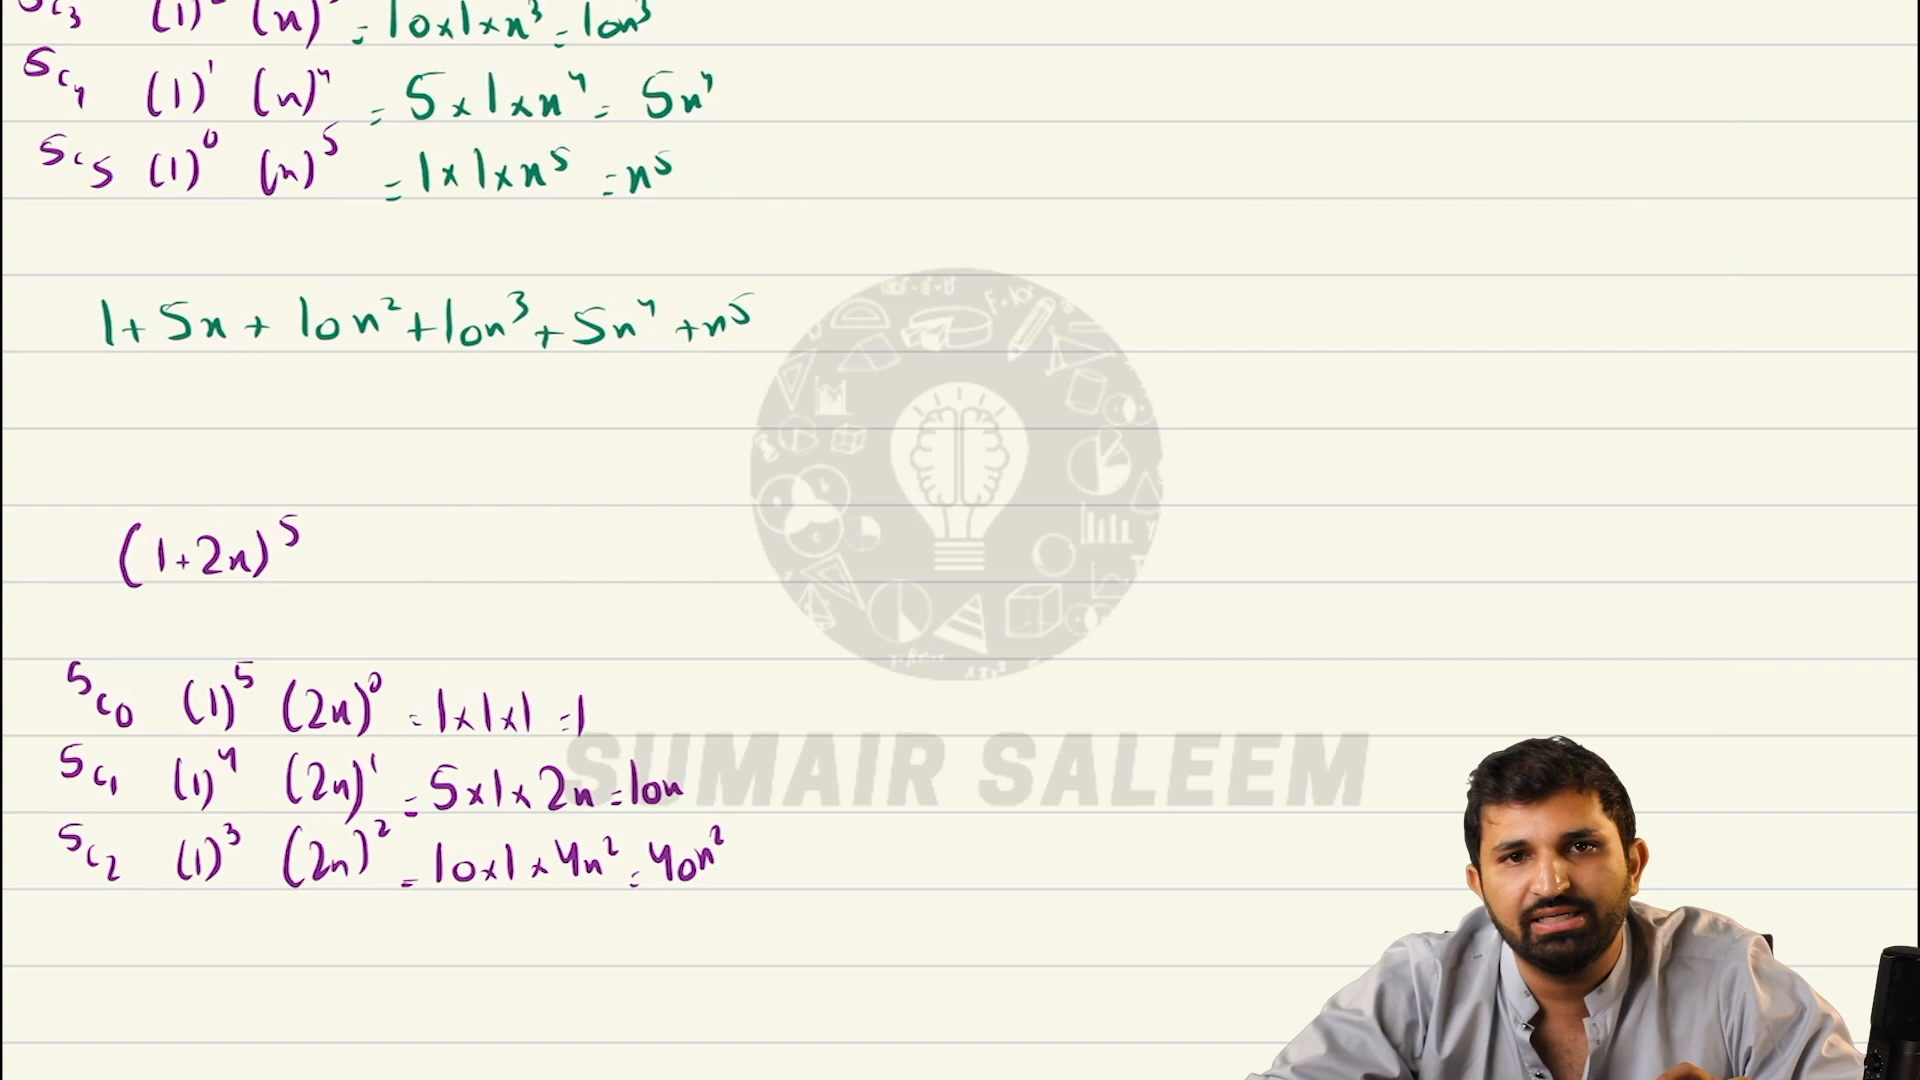 5c3 (1)² (x)³ = 10×1×x³ = 10x³
5c4 (1)¹ (x)⁴ = 5×1×x⁴ = 5x⁴
5c5 (1)⁰ (x)⁵ = 1×1×x⁵ = x⁵
1+5x+10x²+10x³+5x⁴+x⁵
(1+2x)⁵
5c0 (1)⁵ (2x)⁰ = 1×1×1 = 1
5c1 (1)⁴ (2x)¹ = 5×1×2x = 10x
SUMAIR SALEEM
5c2 (1)³ (2x)² = 10×1×4x² = 40x²